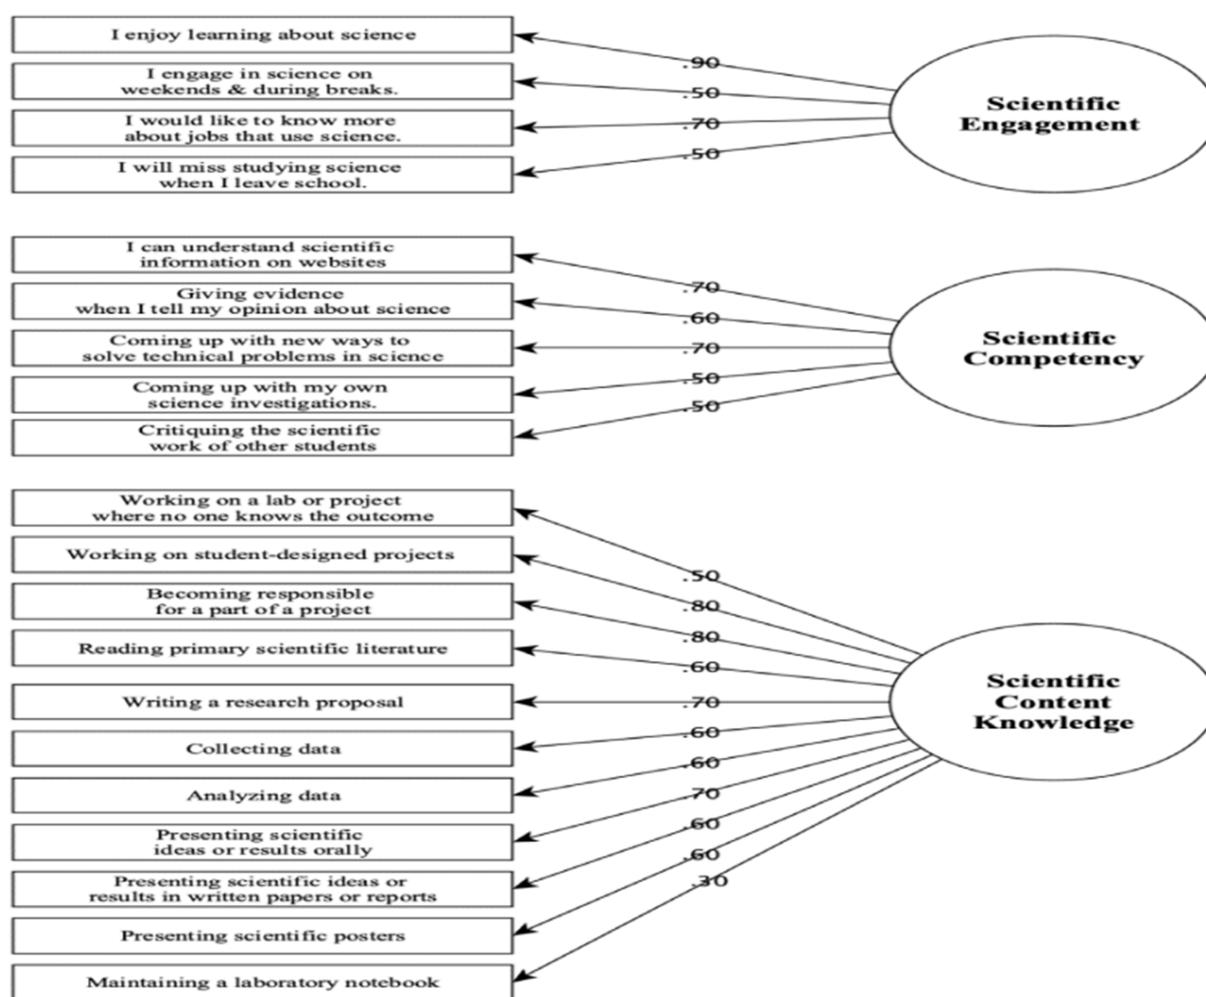 I enjoy learning about science
.90
I engage in science on
weekends & during breaks.
.50
I would like to know more
about jobs that use science.
.70
I will miss studying science
when I leave school.
.50
Scientific
Engagement
I can understand scientific
information on websites
.70
Giving evidence
when I tell my opinion about science
.60
Coming up with new ways to
solve technical problems in science
.70
Coming up with my own
science investigations.
.50
Critiquing the scientific
work of other students
.50
Scientific
Competency
Working on a lab or project
where no one knows the outcome
.50
Working on student-designed projects
.80
Becoming responsible
for a part of a project
.80
Reading primary scientific literature
.60
Writing a research proposal
.70
Collecting data
.60
Analyzing data
.60
Presenting scientific
ideas or results orally
.70
Presenting scientific ideas or
results in written papers or reports
.60
Presenting scientific posters
.60
Maintaining a laboratory notebook
.30
Scientific
Content
Knowledge